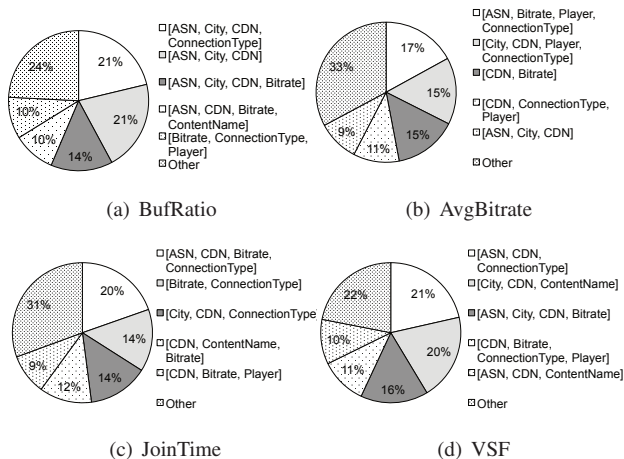 21%
21%
14%
10%
10%
24%
[ASN, City, CDN,
ConnectionType]
[ASN, City, CDN]
[ASN, City, CDN, Bitrate]
[ASN, CDN, Bitrate,
ContentName]
[Bitrate, ConnectionType,
Player]
Other
(a) BufRatio
17%
15%
15%
11%
9%
33%
[ASN, Bitrate, Player,
ConnectionType]
[City, CDN, Player,
ConnectionType]
[CDN, Bitrate]
[CDN, ConnectionType,
Player]
[ASN, City, CDN]
Other
(b) AvgBitrate
20%
14%
14%
12%
9%
31%
[ASN, CDN, Bitrate,
ConnectionType]
[Bitrate, ConnectionType]
[City, CDN, ConnectionType
[CDN, ContentName,
Bitrate]
[CDN, Bitrate, Player]
Other
(c) JoinTime
21%
20%
16%
11%
10%
22%
[ASN, CDN,
ConnectionType]
[City, CDN, ContentName]
[ASN, City, CDN, Bitrate]
[CDN, Bitrate,
ConnectionType, Player]
[ASN, CDN, ContentName]
Other
(d) VSF